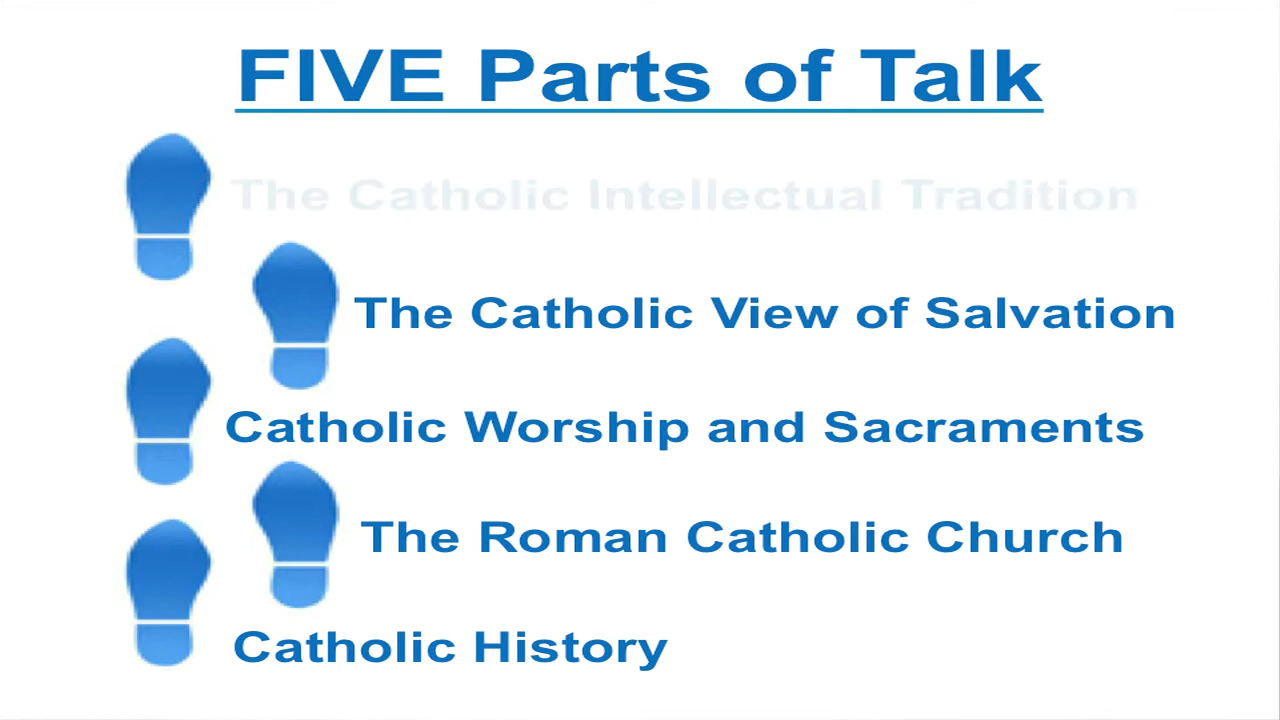 FIVE Parts of Talk
The Catholic Intellectual Tradition
The Catholic View of Salvation
Catholic Worship and Sacraments
The Roman Catholic Church
Catholic History